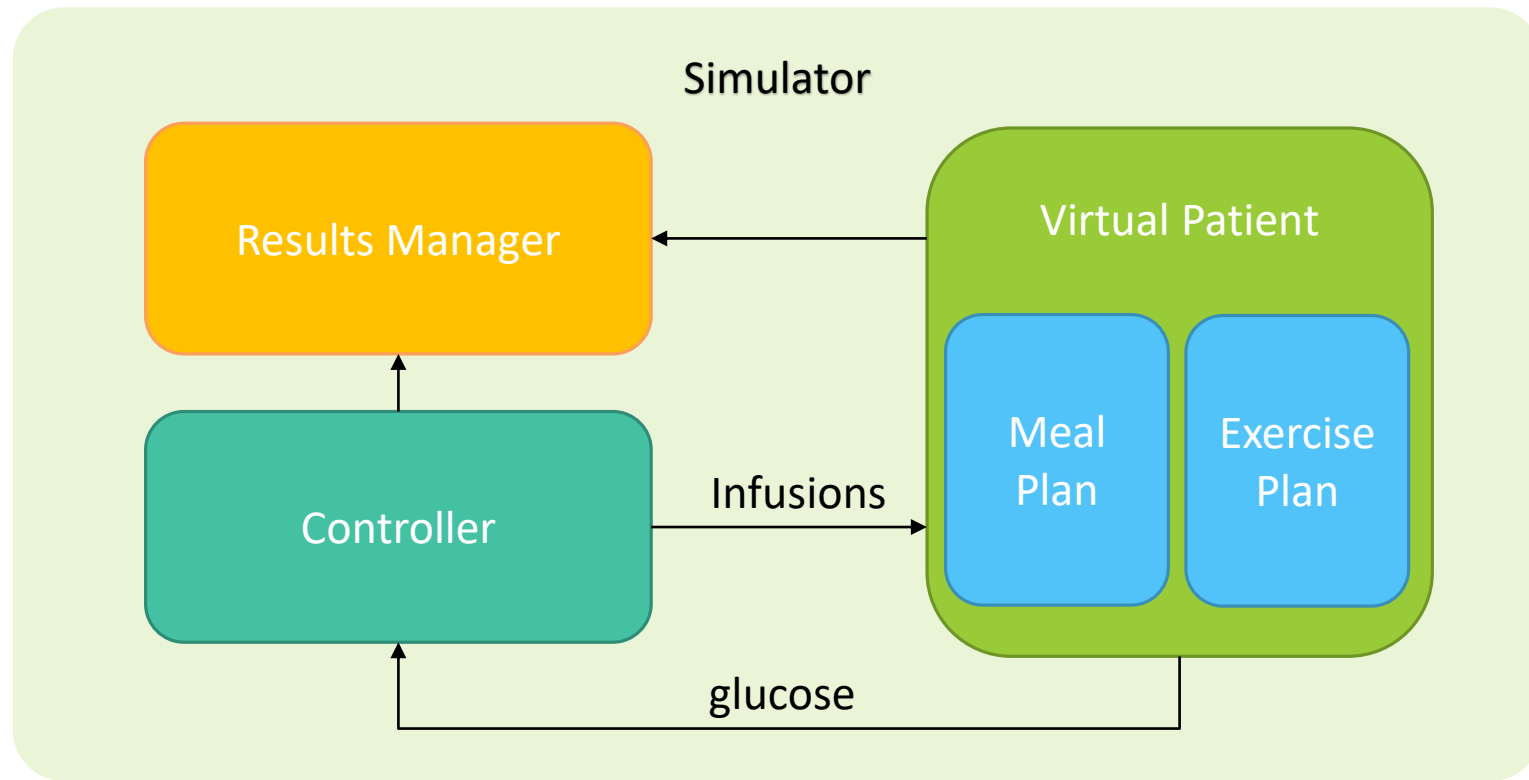 Simulator
Results Manager
Virtual Patient
Meal
Plan
Exercise
Plan
Infusions
Controller
glucose